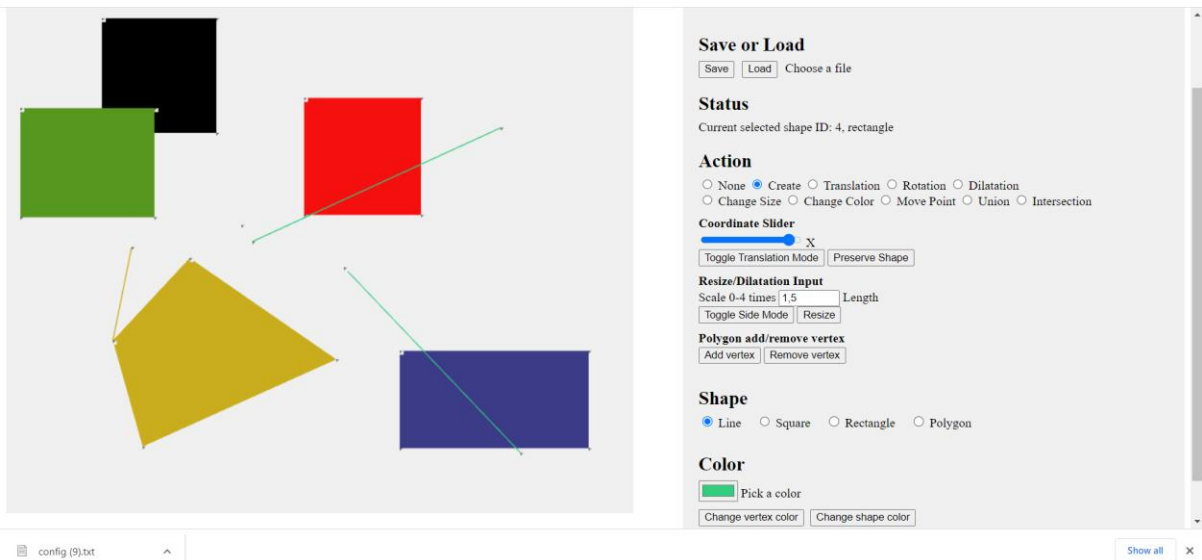 Save or Load
Save Load Choose a file
Status
Current selected shape ID: 4, rectangle
Action
None Create Translation Rotation Dilatation
Change Size Change Color Move Point Union Intersection
Coordinate Slider
X
Toggle Translation Mode Preserve Shape
Resize/Dilatation Input
Scale 0-4 times 1,5 Length
Toggle Side Mode Resize
Polygon add/remove vertex
Add vertex Remove vertex
Shape
Line Square Rectangle Polygon
Color
Pick a color
Change vertex color Change shape color
config (9).txt Show all